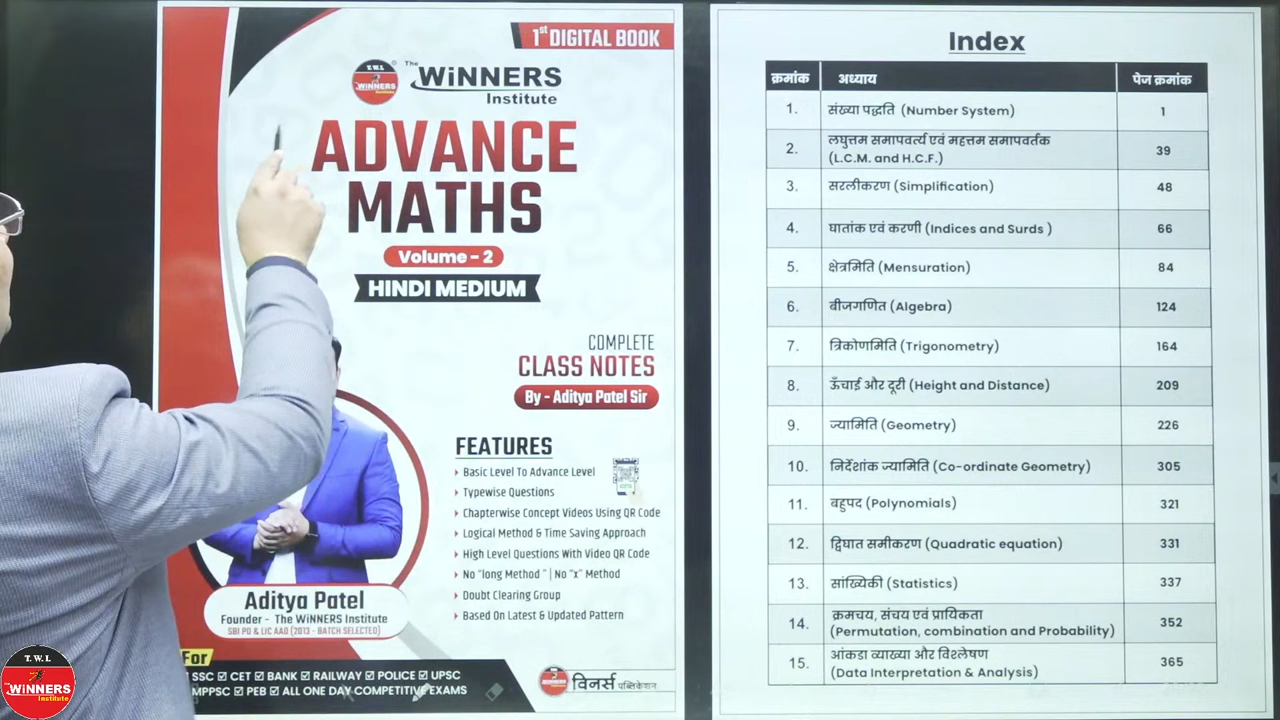 1st DIGITAL BOOK
T.W.I.
WiNNERS
Institute
The WiNNERS
Institute
ADVANCE
MATHS
Volume - 2
HINDI MEDIUM
COMPLETE
CLASS NOTES
By - Aditya Patel Sir
FEATURES
Basic Level To Advance Level
Typewise Questions
Chapterwise Concept Videos Using QR Code
Logical Method & Time Saving Approach
High Level Questions With Video QR Code
No "long Method " | No "x" Method
Doubt Clearing Group
Based On Latest & Updated Pattern
Aditya Patel
Founder - The WiNNERS Institute
SBI PO & LIC AAO (2013 - BATCH SELECTED)
For
SSC ☑ CET ☑ BANK ☑ RAILWAY ☑ POLICE ☑ UPSC
MPPSC ☑ PEB ☑ ALL ONE DAY COMPETITIVE EXAMS
WiNNERS
विनर्स पब्लिकेशन
Index
क्रमांक अध्याय पेज क्रमांक
1. संख्या पद्धति (Number System) 1
2. लघुत्तम समापवर्त्य एवं महत्तम समापवर्तक
(L.C.M. and H.C.F.) 39
3. सरलीकरण (Simplification) 48
4. घातांक एवं करणी (Indices and Surds ) 66
5. क्षेत्रमिति (Mensuration) 84
6. बीजगणित (Algebra) 124
7. त्रिकोणमिति (Trigonometry) 164
8. ऊँचाई और दूरी (Height and Distance) 209
9. ज्यामिति (Geometry) 226
10. निर्देशांक ज्यामिति (Co-ordinate Geometry) 305
11. बहुपद (Polynomials) 321
12. द्विघात समीकरण (Quadratic equation) 331
13. सांख्यिकी (Statistics) 337
14. क्रमचय, संचय एवं प्रायिकता
(Permutation, combination and Probability) 352
15. आंकडा व्याख्या और विश्लेषण
(Data Interpretation & Analysis) 365
T.W.I.
WiNNERS
Institute